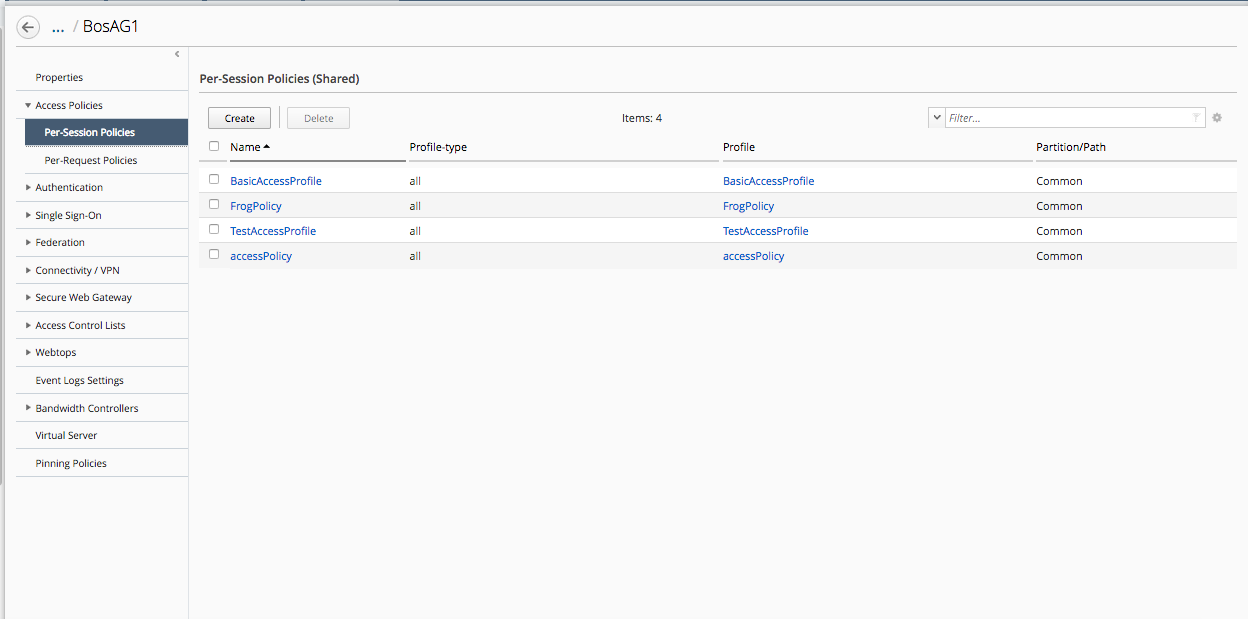 ... / BosAG1
Properties
Access Policies
Per-Session Policies
Per-Request Policies
Authentication
Single Sign-On
Federation
Connectivity / VPN
Secure Web Gateway
Access Control Lists
Webtops
Event Logs Settings
Bandwidth Controllers
Virtual Server
Pinning Policies
Per-Session Policies (Shared)
Create Delete Items: 4 Filter...
Name Profile-type Profile Partition/Path
BasicAccessProfile all BasicAccessProfile Common
FrogPolicy all FrogPolicy Common
TestAccessProfile all TestAccessProfile Common
accessPolicy all accessPolicy Common